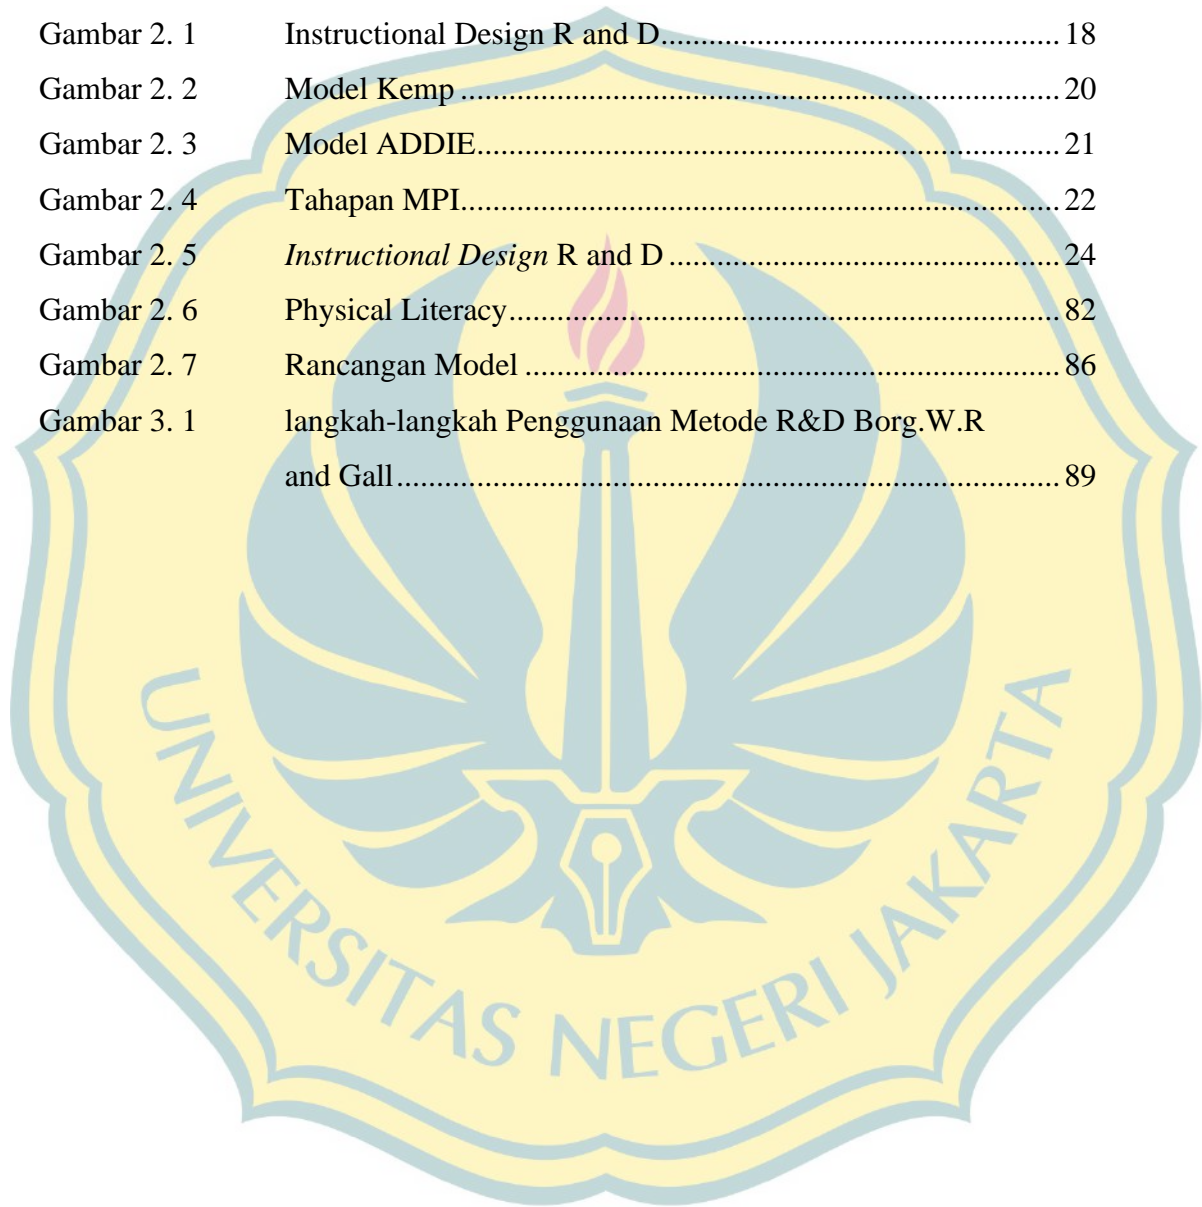 Gambar 2. 1 Instructional Design R and D.................................................. 18
Gambar 2. 2 Model Kemp ........................................................................... 20
Gambar 2. 3 Model ADDIE......................................................................... 21
Gambar 2. 4 Tahapan MPI........................................................................... 22
Gambar 2. 5 Instructional Design R and D ................................................. 24
Gambar 2. 6 Physical Literacy..................................................................... 82
Gambar 2. 7 Rancangan Model ................................................................... 86
Gambar 3. 1 langkah-langkah Penggunaan Metode R&D Borg.W.R
and Gall................................................................................... 89
UNIVERSITAS NEGERI JAKARTA